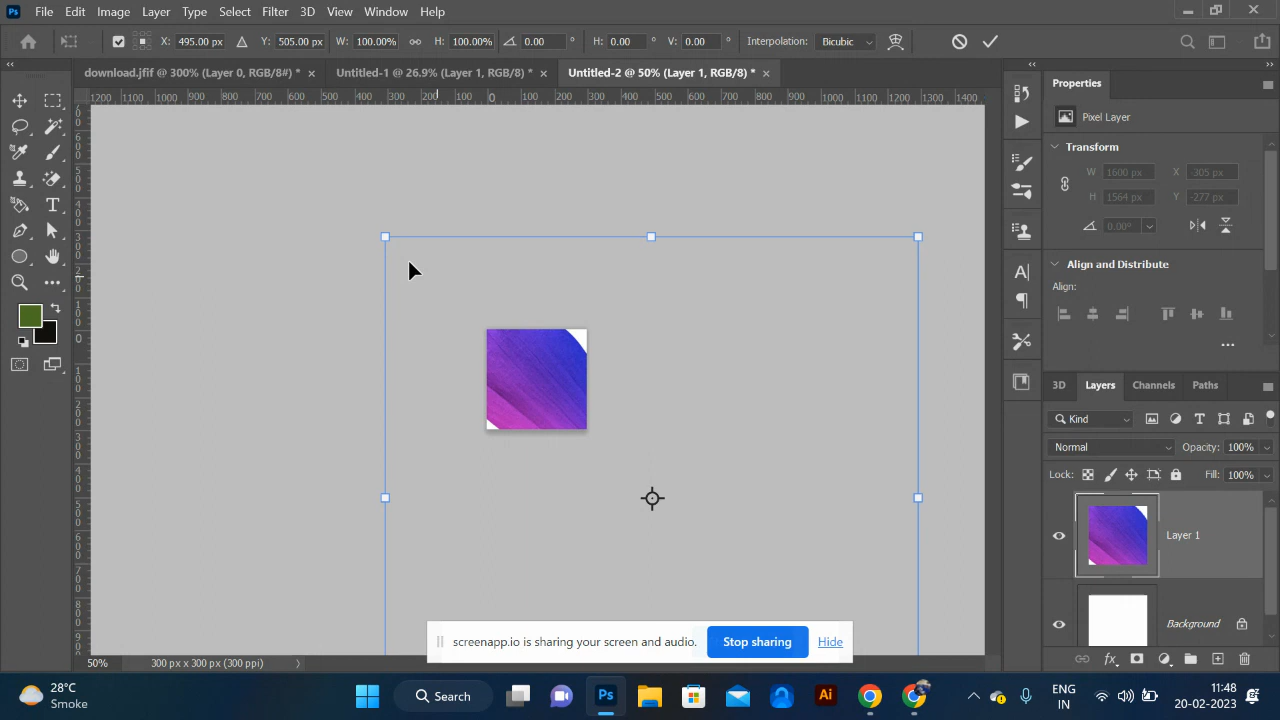 Ps File Edit Image Layer Type Select Filter 3D View Window Help
X: 495.00 px Y: 505.00 px W: 100.00% H: 100.00% 0.00 ° H: 0.00 ° V: 0.00 ° Interpolation: Bicubic
download.jfif @ 300% (Layer 0, RGB/8#) * × Untitled-1 @ 26.9% (Layer 1, RGB/8) * × Untitled-2 @ 50% (Layer 1, RGB/8) * ×
1200 1100 1000 900 800 700 600 500 400 300 200 100 0 100 200 300 400 500 600 700 800 900 1000 1100 1200 1300 1400
Properties
Pixel Layer
Transform
W 1600 px X -305 px
H 1564 px Y -277 px
0.00°
Align and Distribute
Align:
3D Layers Channels Paths
Kind
Normal Opacity: 100%
Lock: Fill: 100%
Layer 1
Background
screenapp.io is sharing your screen and audio. Stop sharing Hide
50% 300 px x 300 px (300 ppi)
28°C
Smoke
Search
Ps
Ai
ENG
IN
11:48
20-02-2023